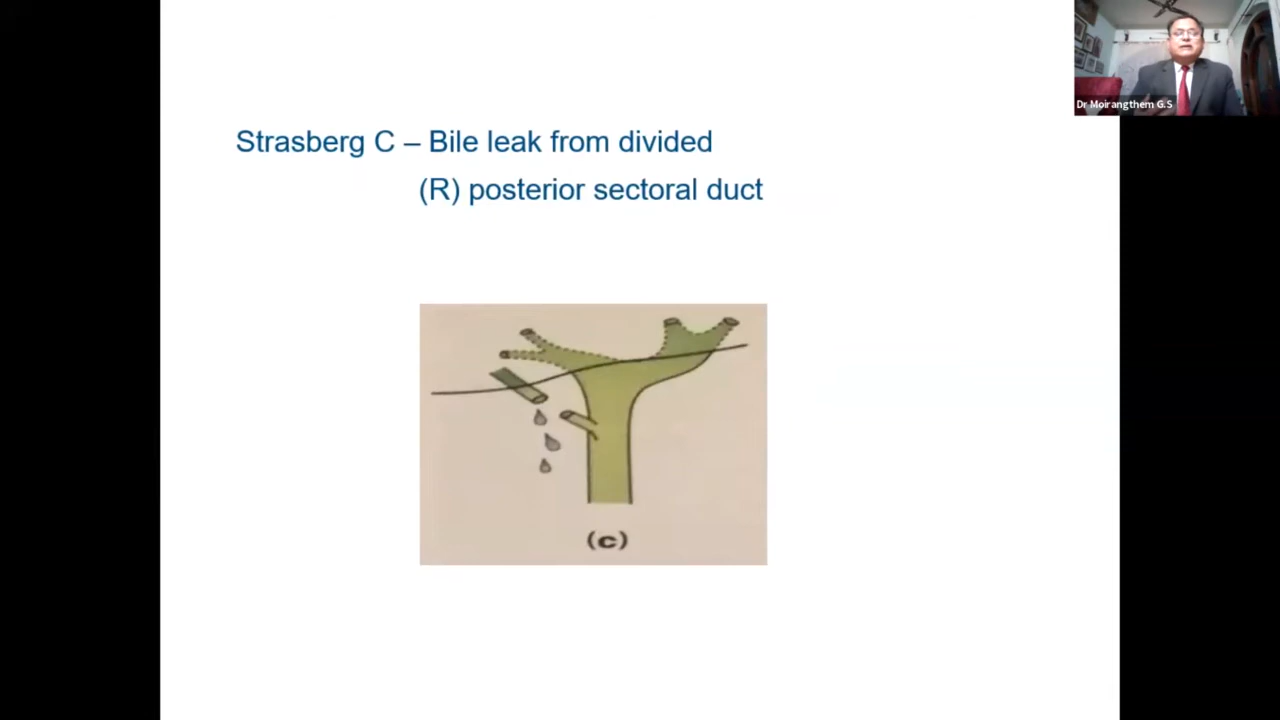 Dr Moirangthem G.S
Strasberg C – Bile leak from divided
(R) posterior sectoral duct
(c)